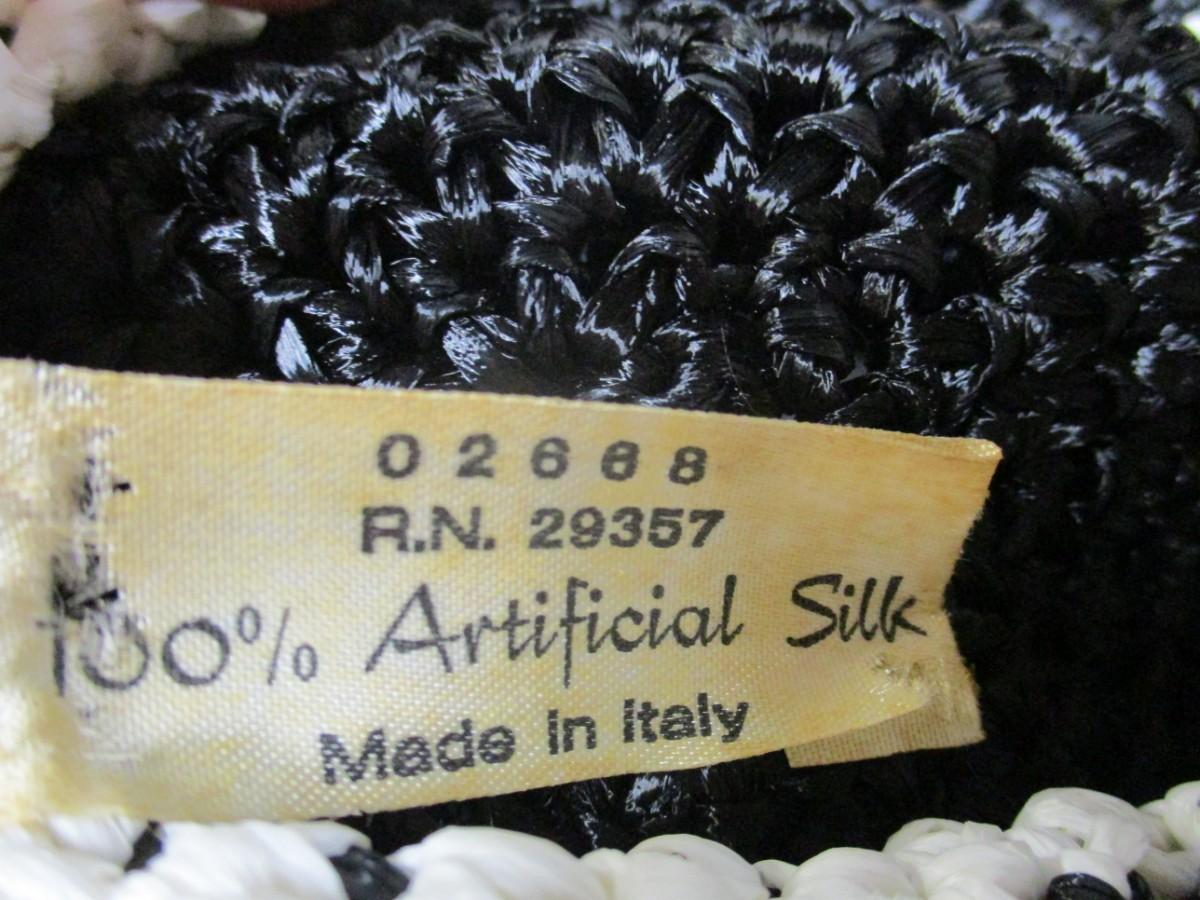 02668
R.N. 29357
100% Artificial Silk
Made in Italy